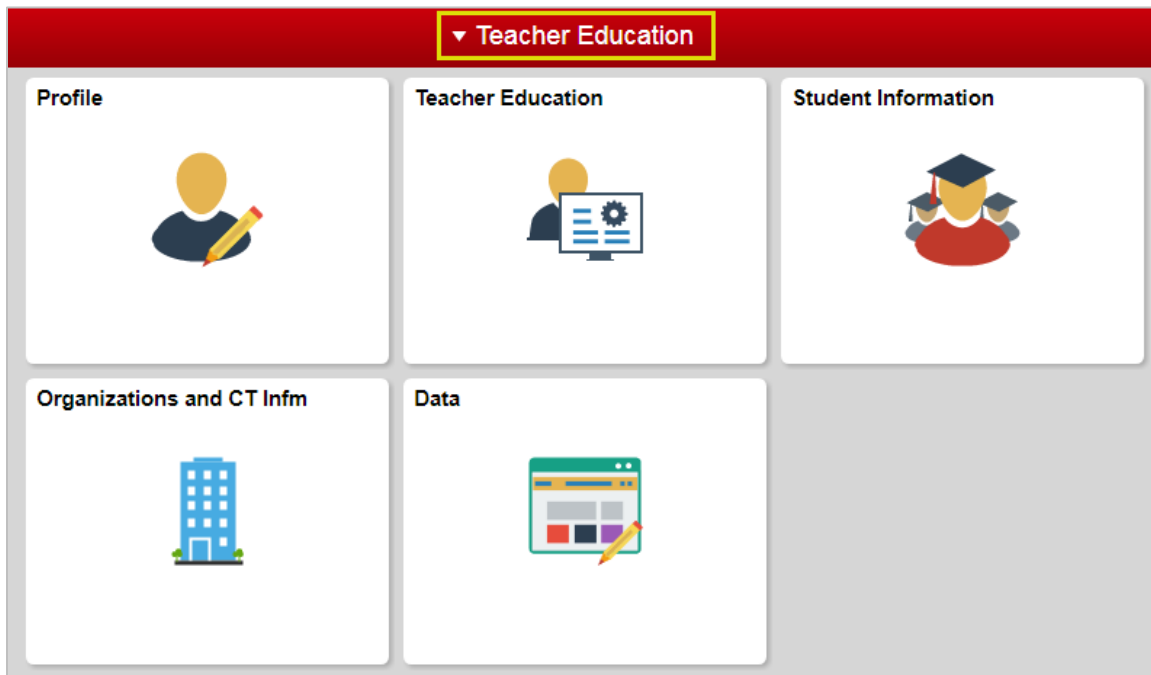 Teacher Education
Profile
Teacher Education
Student Information
Organizations and CT Infm
Data